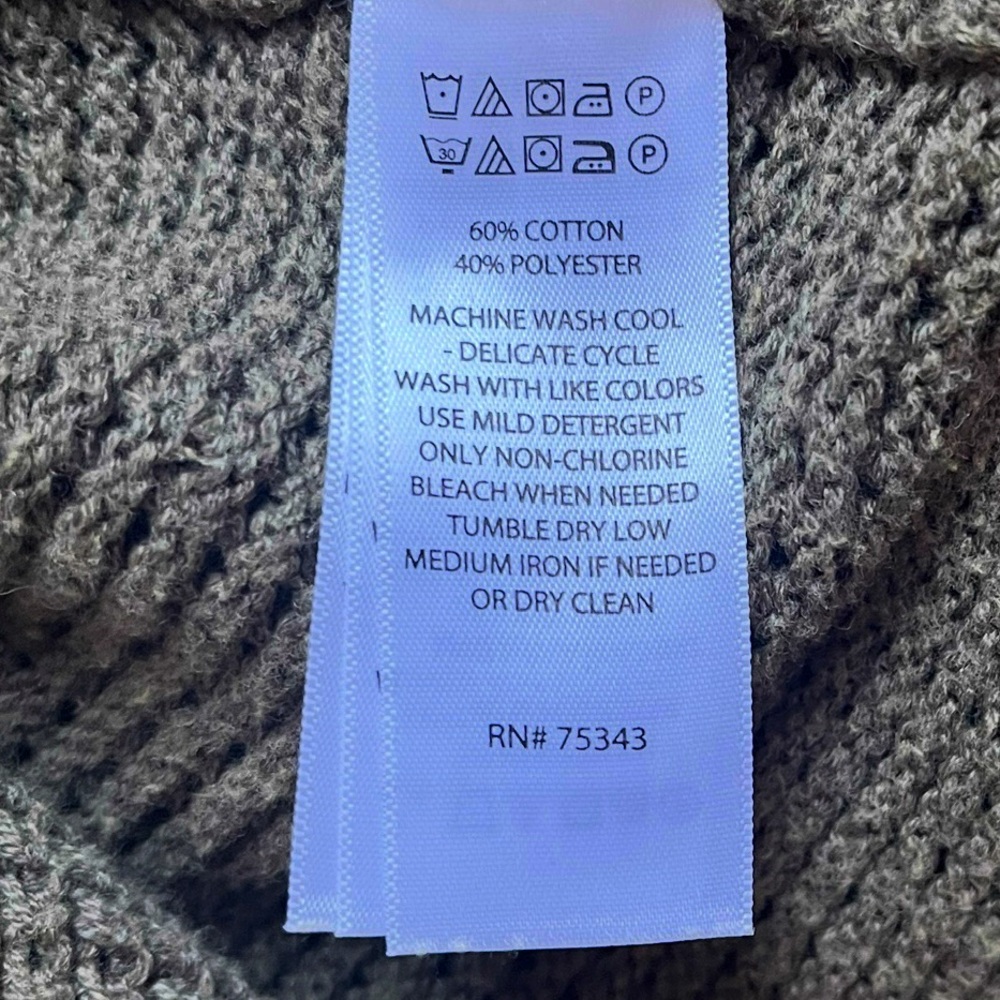 P
30 P
60% COTTON
40% POLYESTER
MACHINE WASH COOL
- DELICATE CYCLE
WASH WITH LIKE COLORS
USE MILD DETERGENT
ONLY NON-CHLORINE
BLEACH WHEN NEEDED
TUMBLE DRY LOW
MEDIUM IRON IF NEEDED
OR DRY CLEAN
RN# 75343